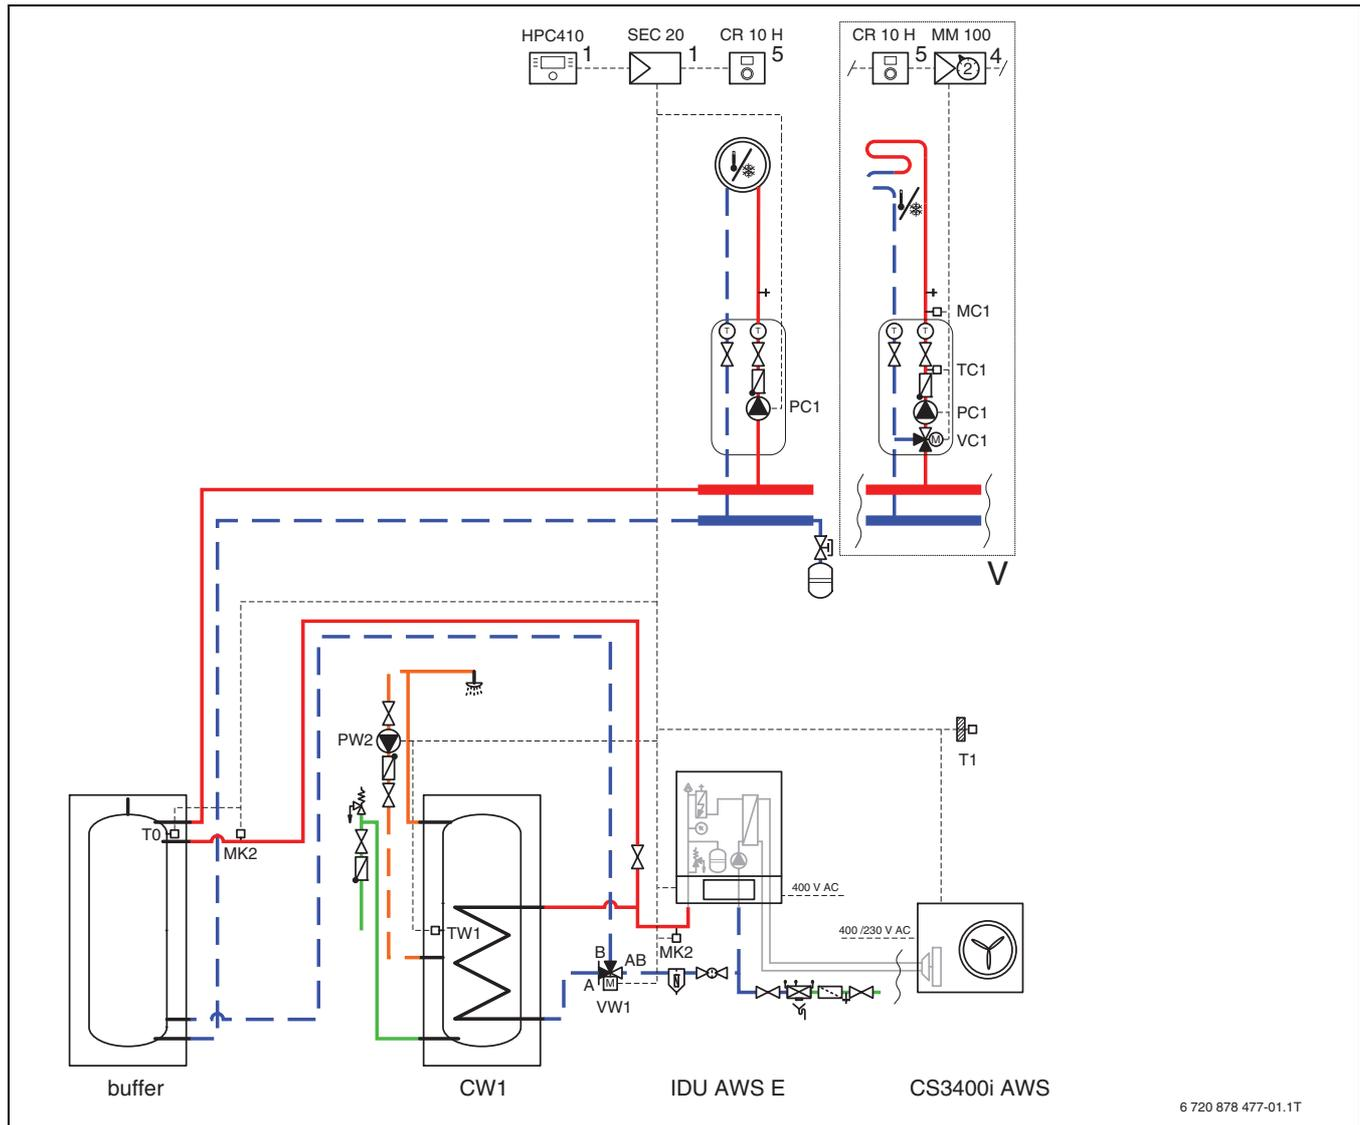 HPC410
SEC 20
CR 10 H
CR 10 H
MM 100
1
1
5
5
2
4
MC1
T
T
T
T
TC1
PC1
PC1
M
VC1
V
PW2
T1
T0
MK2
400 V AC
400 /230 V AC
TW1
B
AB
MK2
A
M
VW1
buffer
CW1
IDU AWS E
CS3400i AWS
6 720 878 477-01.1T